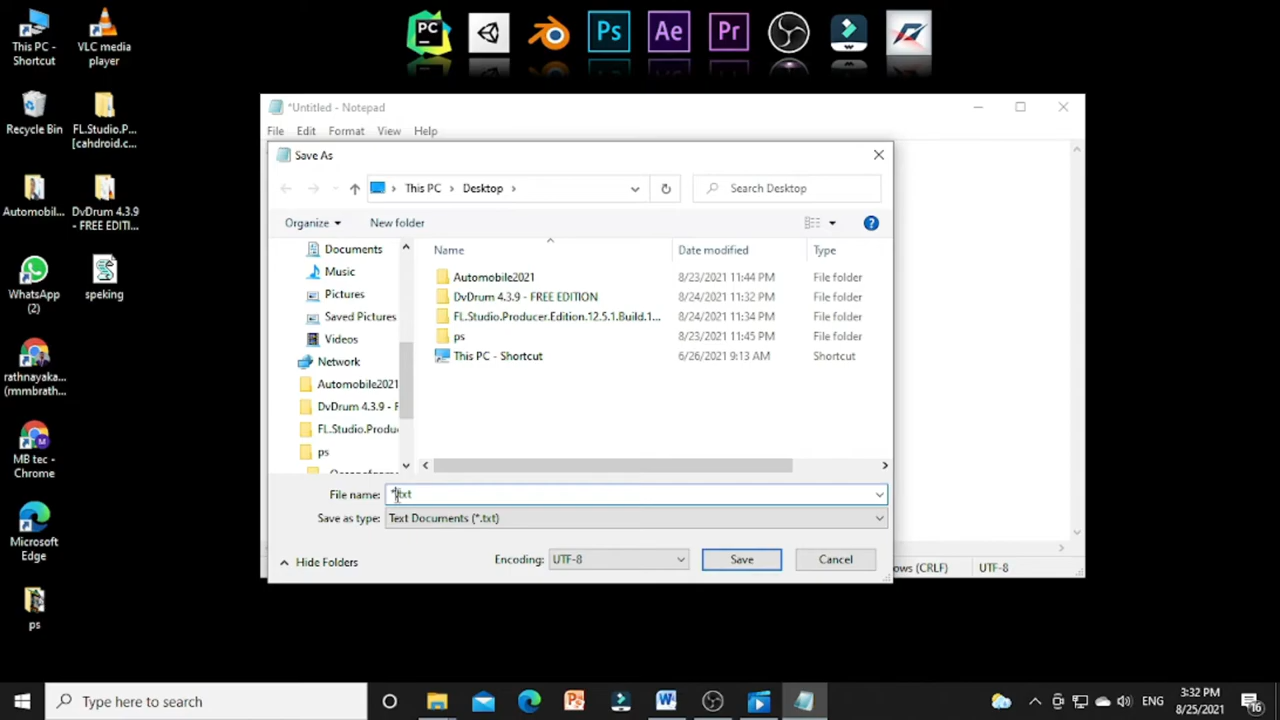 This PC -
Shortcut
VLC media
player
Recycle Bin
FL.Studio.P...
[cahdroid.c...
Automobil...
DvDrum 4.3.9
- FREE EDITI...
WhatsApp
(2)
speking
rathnayaka...
(mmbrath...
MB tec -
Chrome
Microsoft
Edge
ps
PC
Ps
Ae
Pr
*Untitled - Notepad
File Edit Format View Help
Save As
This PC > Desktop >
Search Desktop
Organize
New folder
Documents
Music
Pictures
Saved Pictures
Videos
Network
Automobile2021
DvDrum 4.3.9 - F
FL.Studio.Produ
ps
Name Date modified Type
Automobile2021 8/23/2021 11:44 PM File folder
DvDrum 4.3.9 - FREE EDITION 8/24/2021 11:32 PM File folder
FL.Studio.Producer.Edition.12.5.1.Build.1... 8/24/2021 11:34 PM File folder
ps 8/23/2021 11:45 PM File folder
This PC - Shortcut 6/26/2021 9:13 AM Shortcut
File name: *.txt
Save as type: Text Documents (*.txt)
Hide Folders
Encoding: UTF-8
Save
Cancel
ows (CRLF)
UTF-8
Type here to search
ENG
3:32 PM
8/25/2021
16